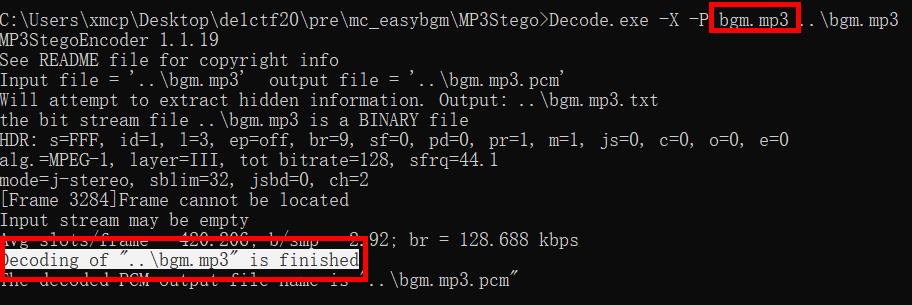 C:\Users\xmcp\Desktop\de1ctf20\pre\mc_easybgm\MP3Stego>Decode.exe -X -P bgm.mp3 ..\bgm.mp3
MP3StegoEncoder 1.1.19
See README file for copyright info
Input file = '..\bgm.mp3'  output file = '..\bgm.mp3.pcm'
Will attempt to extract hidden information. Output: ..\bgm.mp3.txt
the bit stream file ..\bgm.mp3 is a BINARY file
HDR: s=FFF, id=1, l=3, ep=off, br=9, sf=0, pd=0, pr=1, m=1, js=0, c=0, o=0, e=0
alg.=MPEG-1, layer=III, tot bitrate=128, sfrq=44.1
mode=j-stereo, sblim=32, jsbd=0, ch=2
[Frame 3284]Frame cannot be located
Input stream may be empty
Avg slots/frame = 420.206; b/smp = 2.92; br = 128.688 kbps
Decoding of "..\bgm.mp3" is finished
The decoded PCM output file name is "..\bgm.mp3.pcm"